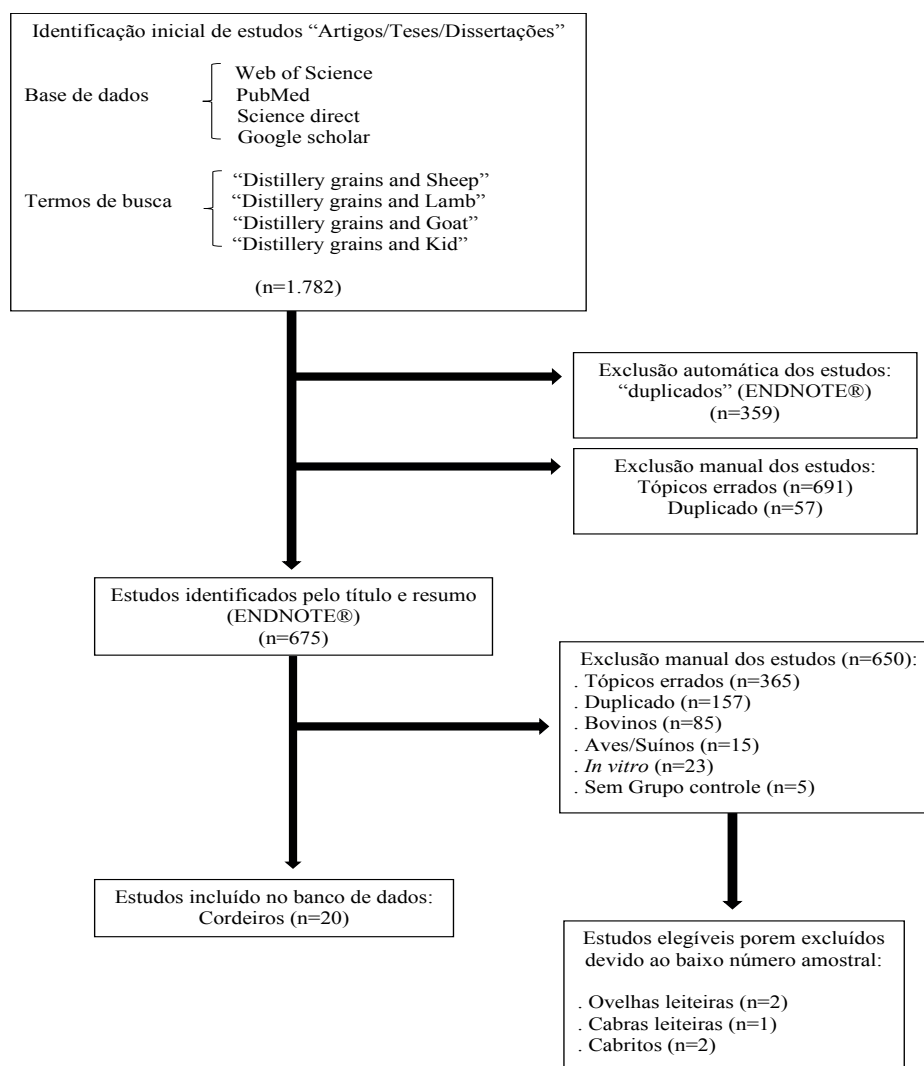 Identificação inicial de estudos “Artigos/Teses/Dissertações”
Base de dados
Web of Science
PubMed
Science direct
Google scholar
Termos de busca
“Distillery grains and Sheep”
“Distillery grains and Lamb”
“Distillery grains and Goat”
“Distillery grains and Kid”
(n=1.782)
Exclusão automática dos estudos:
“duplicados” (ENDNOTE®)
(n=359)
Exclusão manual dos estudos:
Tópicos errados (n=691)
Duplicado (n=57)
Estudos identificados pelo título e resumo
(ENDNOTE®)
(n=675)
Exclusão manual dos estudos (n=650):
. Tópicos errados (n=365)
. Duplicado (n=157)
. Bovinos (n=85)
. Aves/Suínos (n=15)
. In vitro (n=23)
. Sem Grupo controle (n=5)
Estudos incluído no banco de dados:
Cordeiros (n=20)
Estudos elegíveis porem excluídos
devido ao baixo número amostral:
. Ovelhas leiteiras (n=2)
. Cabras leiteiras (n=1)
. Cabritos (n=2)